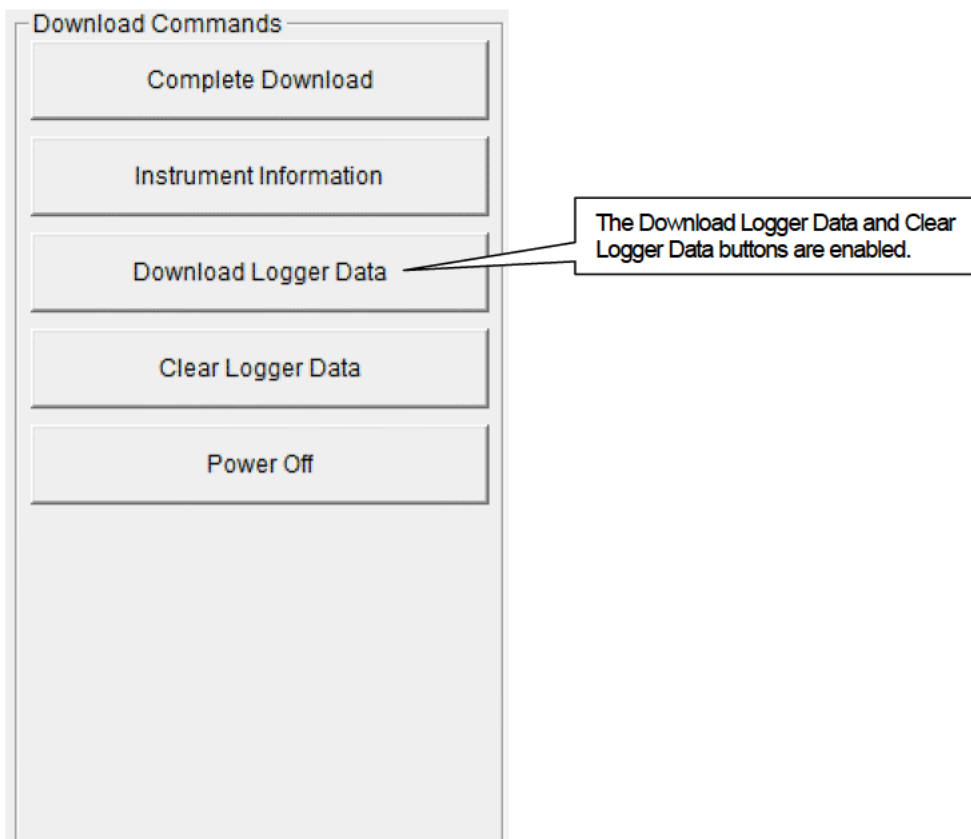 Download Commands
Complete Download
Instrument Information
Download Logger Data
The Download Logger Data and Clear
Logger Data buttons are enabled.
Clear Logger Data
Power Off